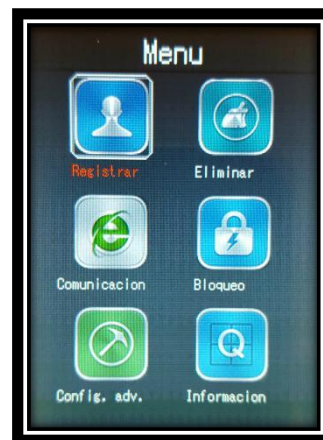 Menu
Registrar
Eliminar
Comunicacion
Bloqueo
Config. adv.
Informacion